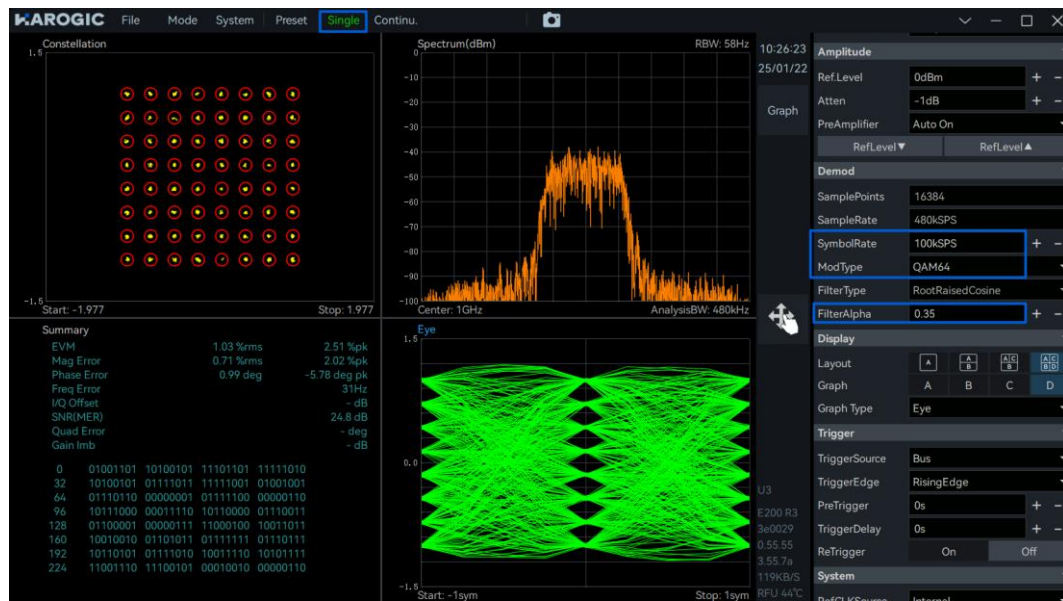 HAROGIC File Mode System Preset Single Continu.
Constellation
1.5
-1.5
Start: -1.977 Stop: 1.977
Spectrum(dBm) RBW: 58Hz
0
-10
-20
-30
-40
-50
-60
-70
-80
-90
-100
Center: 1GHz AnalysisBW: 480kHz
Summary
EVM 1.03 %rms 2.51 %pk
Mag Error 0.71 %rms 2.02 %pk
Phase Error 0.99 deg -5.78 deg pk
Freq Error 31Hz
I/Q Offset - dB
SNR(MER) 24.8 dB
Quad Error - deg
Gain Imb - dB
0 01001101 10100101 11101101 11111010
32 10100101 01111011 11111001 01001001
64 01110110 00000001 01111100 00000110
96 10111000 00011110 10110000 01110011
128 01100001 00000111 11000100 10011011
160 10010010 01101011 01111111 01110111
192 10110101 01111010 10011110 10101111
224 11001110 11100101 00010010 00000110
Eye
1.5
0.0
-1.5
Start: -1sym Stop: 1sym
10:26:23
25/01/22
Graph
U3
E200 R3
3e0029
0.55.55
3.55.7a
119KB/S
RFU 44℃
Amplitude
Ref.Level 0dBm + -
Atten -1dB + -
PreAmplifier Auto On
RefLevel▼ RefLevel▲
Demod
SamplePoints 16384
SampleRate 480kSPS
SymbolRate 100kSPS + -
ModType QAM64
FilterType RootRaisedCosine
FilterAlpha 0.35 + -
Display
Layout A A B A C B A C B D
Graph A B C D
Graph Type Eye
Trigger
TriggerSource Bus
TriggerEdge RisingEdge
PreTrigger 0s + -
TriggerDelay 0s + -
ReTrigger On Off
System
RefCLKSource Internal